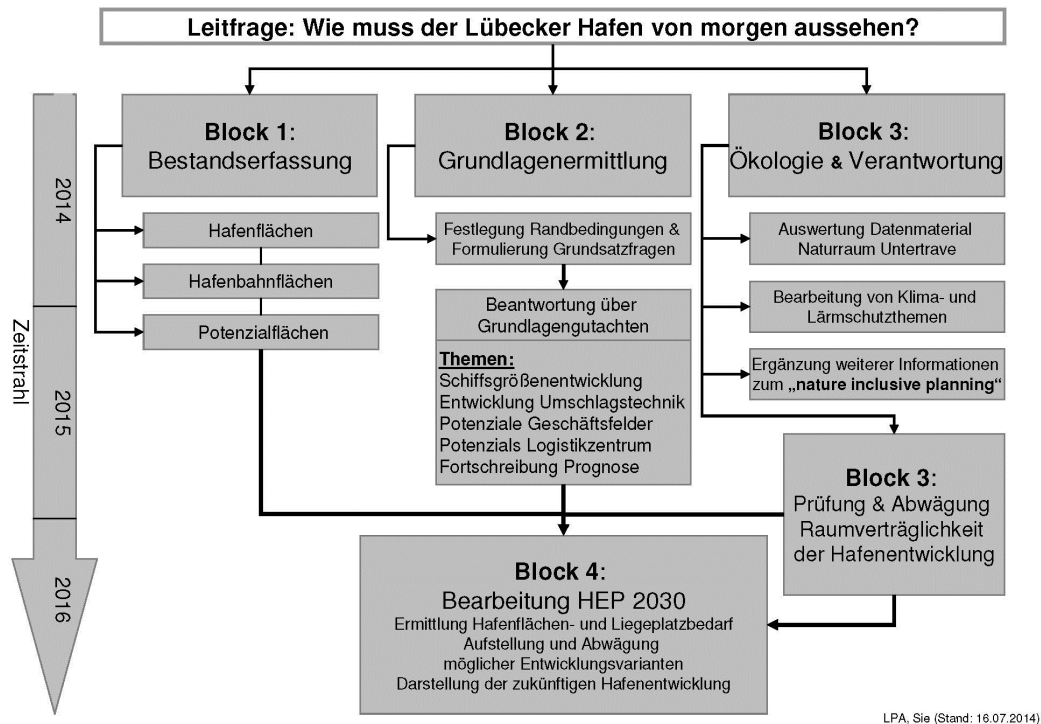 Leitfrage: Wie muss der Lübecker Hafen von morgen aussehen?
Zeitstrahl
2014
2015
2016
Block 1:
Bestandserfassung
Hafenflächen
Hafenbahnflächen
Potenzialflächen
Block 2:
Grundlagenermittlung
Festlegung Randbedingungen &
Formulierung Grundsatzfragen
Beantwortung über
Grundlagengutachten
Themen:
Schiffsgrößenentwicklung
Entwicklung Umschlagstechnik
Potenziale Geschäftsfelder
Potenzials Logistikzentrum
Fortschreibung Prognose
Block 3:
Ökologie & Verantwortung
Auswertung Datenmaterial
Naturraum Untertrave
Bearbeitung von Klima- und
Lärmschutzthemen
Ergänzung weiterer Informationen
zum „nature inclusive planning“
Block 3:
Prüfung & Abwägung
Raumverträglichkeit
der Hafenentwicklung
Block 4:
Bearbeitung HEP 2030
Ermittlung Hafenflächen- und Liegeplatzbedarf
Aufstellung und Abwägung
möglicher Entwicklungsvarianten
Darstellung der zukünftigen Hafenentwicklung
LPA, Sie (Stand: 16.07.2014)